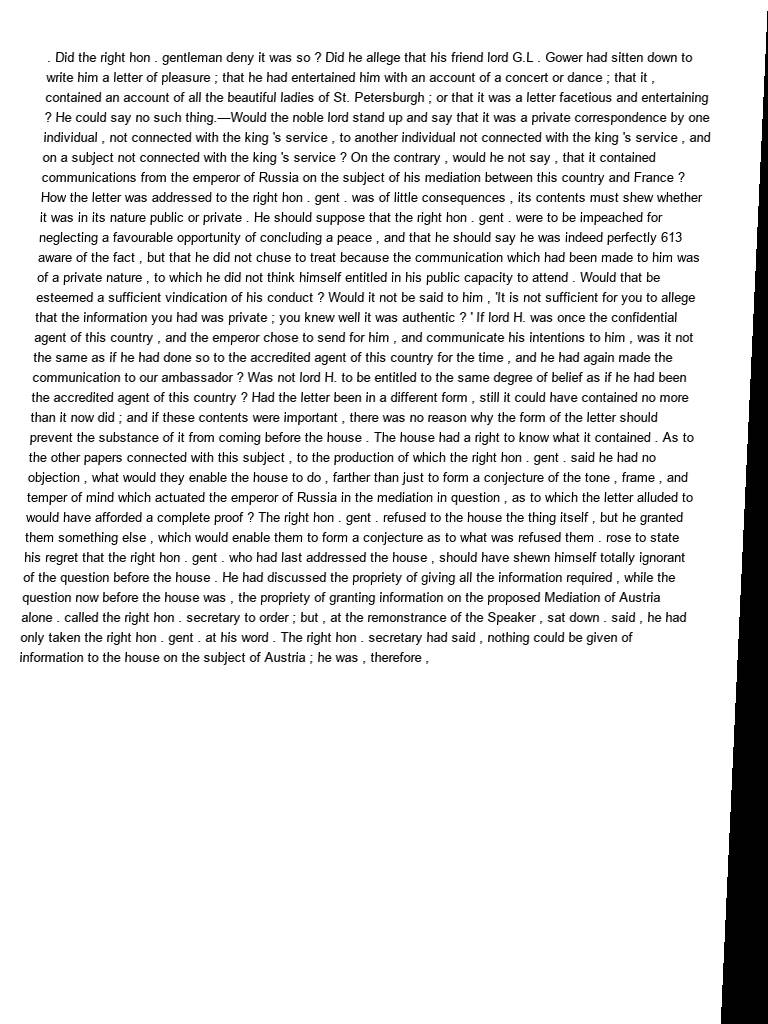 . Did the right hon . gentleman deny it was so ? Did he allege that his friend lord G.L . Gower had sitten down to
write him a letter of pleasure ; that he had entertained him with an account of a concert or dance ; that it ,
contained an account of all the beautiful ladies of St. Petersburgh ; or that it was a letter facetious and entertaining
? He could say no such thing.—Would the noble lord stand up and say that it was a private correspondence by one
individual , not connected with the king 's service , to another individual not connected with the king 's service , and
on a subject not connected with the king 's service ? On the contrary , would he not say , that it contained
communications from the emperor of Russia on the subject of his mediation between this country and France ?
How the letter was addressed to the right hon . gent . was of little consequences , its contents must shew whether
it was in its nature public or private . He should suppose that the right hon . gent . were to be impeached for
neglecting a favourable opportunity of concluding a peace , and that he should say he was indeed perfectly 613
aware of the fact , but that he did not chuse to treat because the communication which had been made to him was
of a private nature , to which he did not think himself entitled in his public capacity to attend . Would that be
esteemed a sufficient vindication of his conduct ? Would it not be said to him , 'It is not sufficient for you to allege
that the information you had was private ; you knew well it was authentic ? ' If lord H. was once the confidential
agent of this country , and the emperor chose to send for him , and communicate his intentions to him , was it not
the same as if he had done so to the accredited agent of this country for the time , and he had again made the
communication to our ambassador ? Was not lord H. to be entitled to the same degree of belief as if he had been
the accredited agent of this country ? Had the letter been in a different form , still it could have contained no more
than it now did ; and if these contents were important , there was no reason why the form of the letter should
prevent the substance of it from coming before the house . The house had a right to know what it contained . As to
the other papers connected with this subject , to the production of which the right hon . gent . said he had no
objection , what would they enable the house to do , farther than just to form a conjecture of the tone , frame , and
temper of mind which actuated the emperor of Russia in the mediation in question , as to which the letter alluded to
would have afforded a complete proof ? The right hon . gent . refused to the house the thing itself , but he granted
them something else , which would enable them to form a conjecture as to what was refused them . rose to state
his regret that the right hon . gent . who had last addressed the house , should have shewn himself totally ignorant
of the question before the house . He had discussed the propriety of giving all the information required , while the
question now before the house was , the propriety of granting information on the proposed Mediation of Austria
alone . called the right hon . secretary to order ; but , at the remonstrance of the Speaker , sat down . said , he had
only taken the right hon . gent . at his word . The right hon . secretary had said , nothing could be given of
information to the house on the subject of Austria ; he was , therefore ,